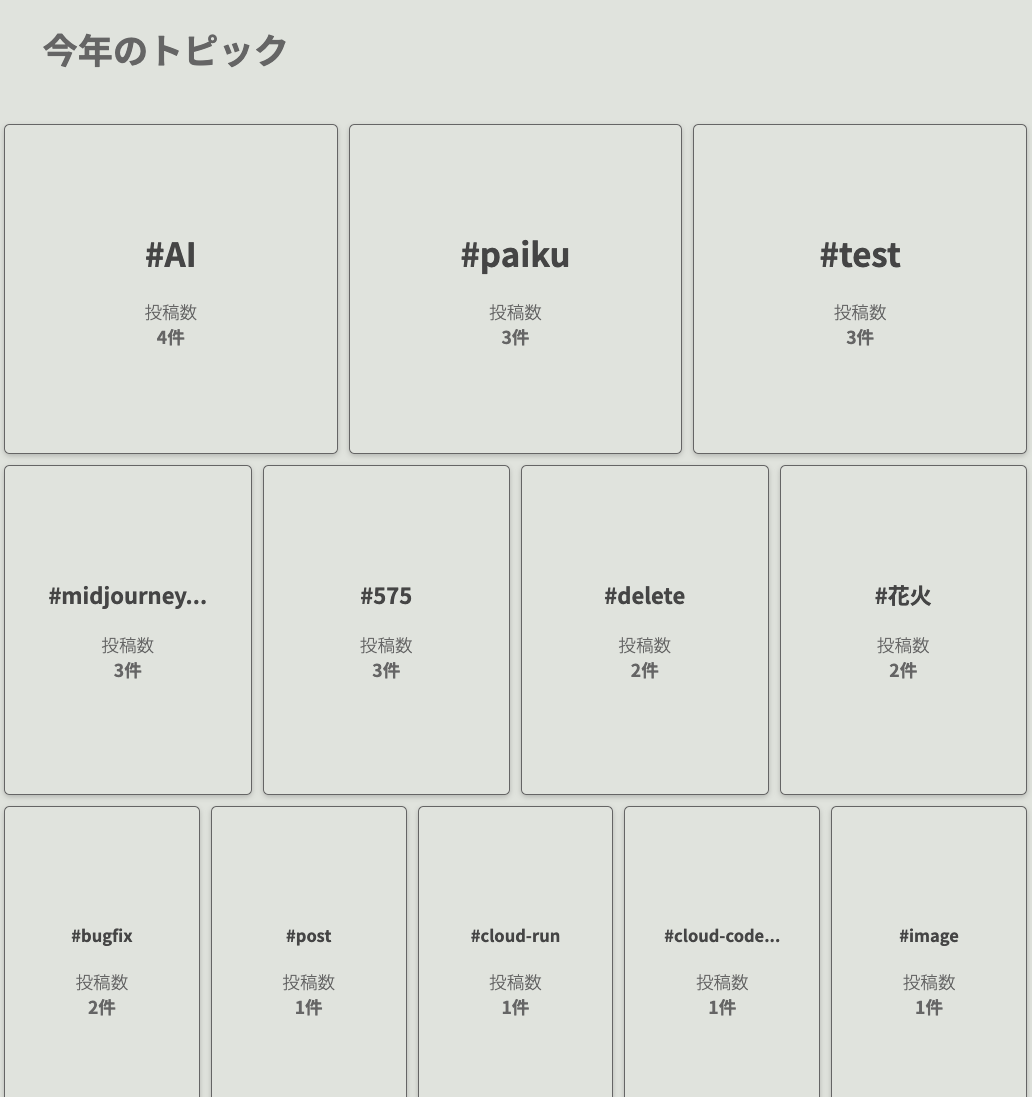 今年のトピック
#AI
投稿数
4件
#paiku
投稿数
3件
#test
投稿数
3件
#midjourney...
投稿数
3件
#575
投稿数
3件
#delete
投稿数
2件
#花火
投稿数
2件
#bugfix
投稿数
2件
#post
投稿数
1件
#cloud-run
投稿数
1件
#cloud-code...
投稿数
1件
#image
投稿数
1件